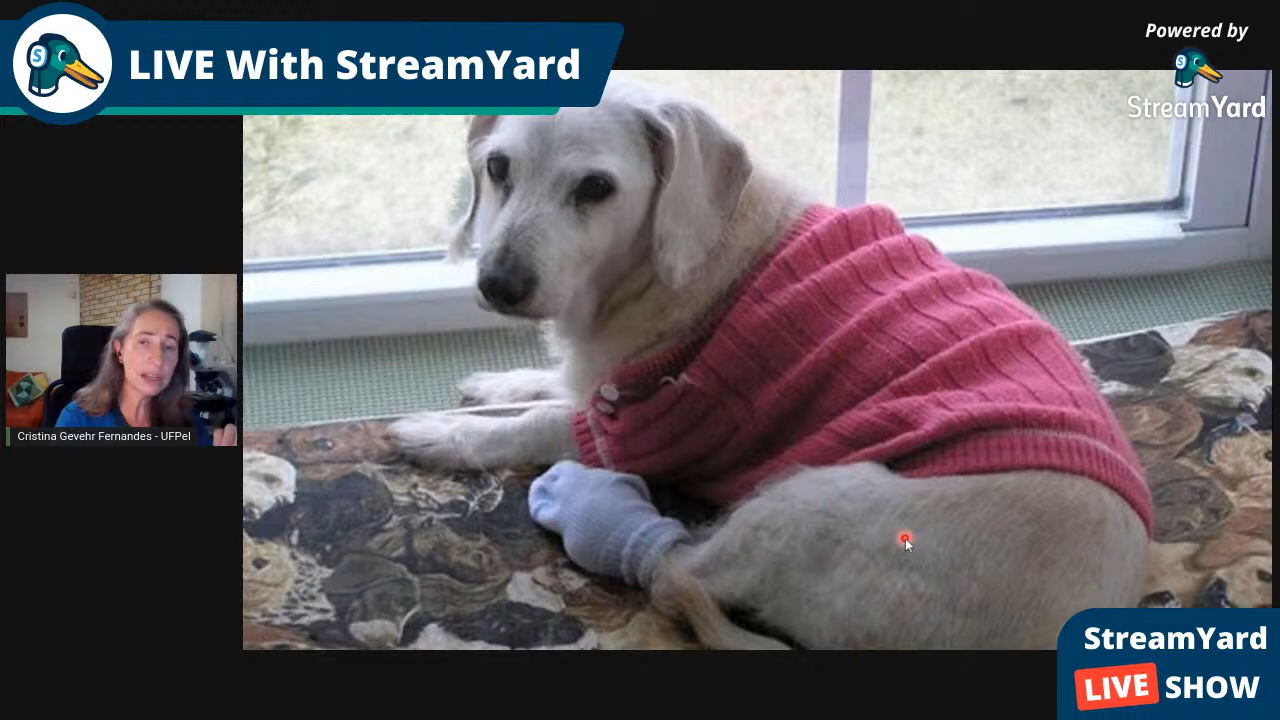 LIVE With StreamYard
Powered by
StreamYard
Cristina Gevehr Fernandes - UFPel
StreamYard
LIVE SHOW